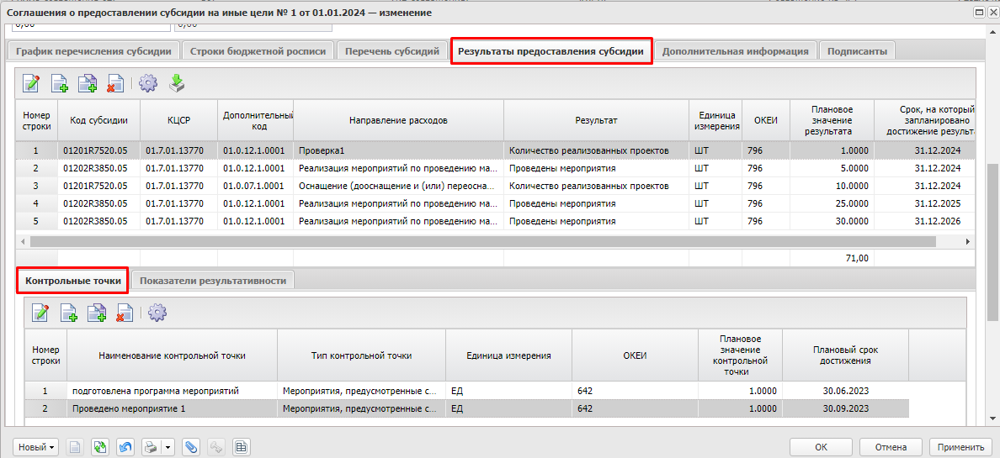 Соглашения о предоставлении субсидии на иные цели № 1 от 01.01.2024 — изменение
0,00 0,00
График перечисления субсидии Строки бюджетной росписи Перечень субсидий Результаты предоставления субсидии Дополнительная информация Подписанты
Номер строки Код субсидии КЦСР Дополнительный код Направление расходов Результат Единица измерения ОКЕИ Плановое значение результата Срок, на который запланировано достижение результ
1 01201R7520.05 01.7.01.13770 01.0.12.1.0001 Проверка1 Количество реализованных проектов ШТ 796 1.0000 31.12.2024
2 01202R3850.05 01.7.01.13770 01.0.12.1.0001 Реализация мероприятий по проведению ма... Проведены мероприятия ШТ 796 5.0000 31.12.2024
3 01201R7520.05 01.7.01.13770 01.0.07.1.0001 Оснащение (дооснащение и (или) переосна... Количество реализованных проектов ШТ 796 10.0000 31.12.2024
4 01202R3850.05 01.7.01.13770 01.0.12.1.0001 Реализация мероприятий по проведению ма... Проведены мероприятия ШТ 796 25.0000 31.12.2025
5 01202R3850.05 01.7.01.13770 01.0.12.1.0001 Реализация мероприятий по проведению ма... Проведены мероприятия ШТ 796 30.0000 31.12.2026
71,00
Контрольные точки Показатели результативности
Номер строки Наименование контрольной точки Тип контрольной точки Единица измерения ОКЕИ Плановое значение контрольной точки Плановый срок достижения
1 подготовлена программа мероприятий Мероприятия, предусмотренные с... ЕД 642 1.0000 30.06.2023
2 Проведено мероприятие 1 Мероприятия, предусмотренные с... ЕД 642 1.0000 30.09.2023
Новый ОК Отмена Применить